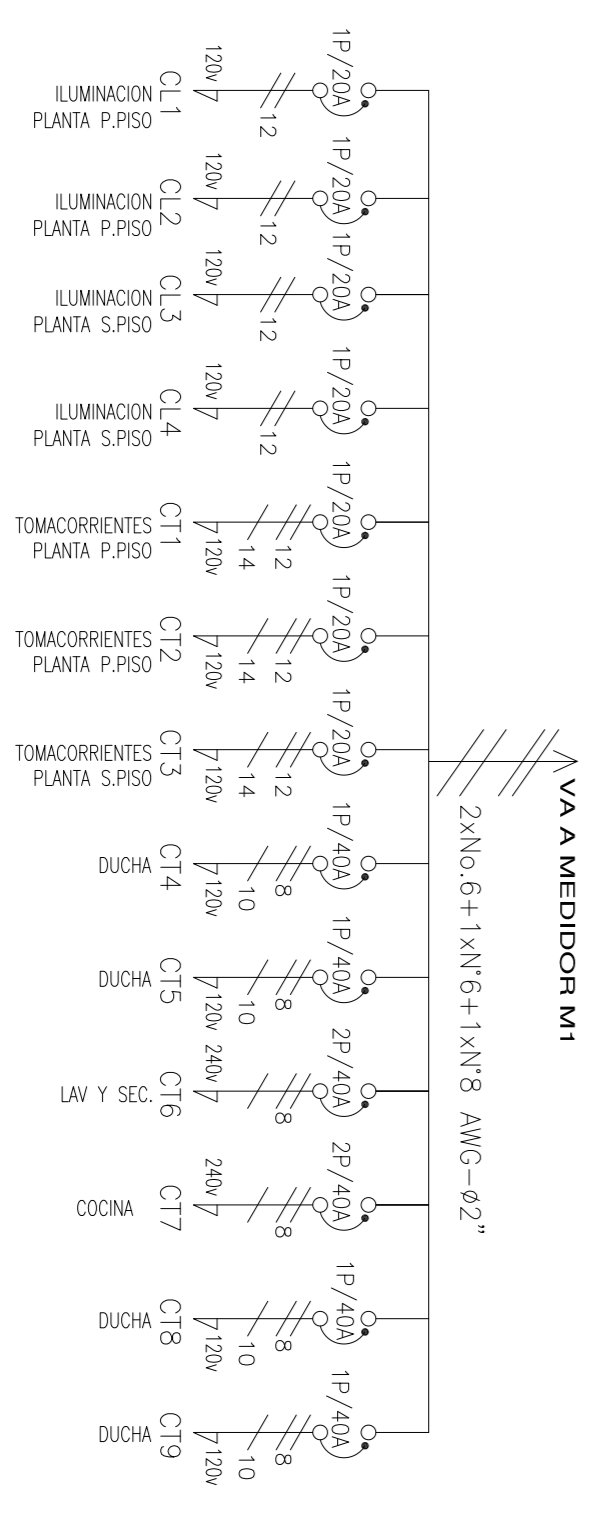 VA A MEDIDOR M1
2xNo.6+1xN°6+1xN°8 AWG-Ø2"
1P/20A
12
120v
CL1
ILUMINACION
PLANTA P.PISO
1P/20A
12
120v
CL2
ILUMINACION
PLANTA P.PISO
1P/20A
12
120v
CL3
ILUMINACION
PLANTA S.PISO
1P/20A
12
120v
CL4
ILUMINACION
PLANTA S.PISO
1P/20A
12
14
120v
CT1
TOMACORRIENTES
PLANTA P.PISO
1P/20A
12
14
120v
CT2
TOMACORRIENTES
PLANTA P.PISO
1P/20A
12
14
120v
CT3
TOMACORRIENTES
PLANTA S.PISO
1P/40A
8
10
120v
CT4
DUCHA
1P/40A
8
10
120v
CT5
DUCHA
2P/40A
8
240v
CT6
LAV Y SEC.
2P/40A
8
240v
CT7
COCINA
1P/40A
8
10
120v
CT8
DUCHA
1P/40A
8
10
120v
CT9
DUCHA